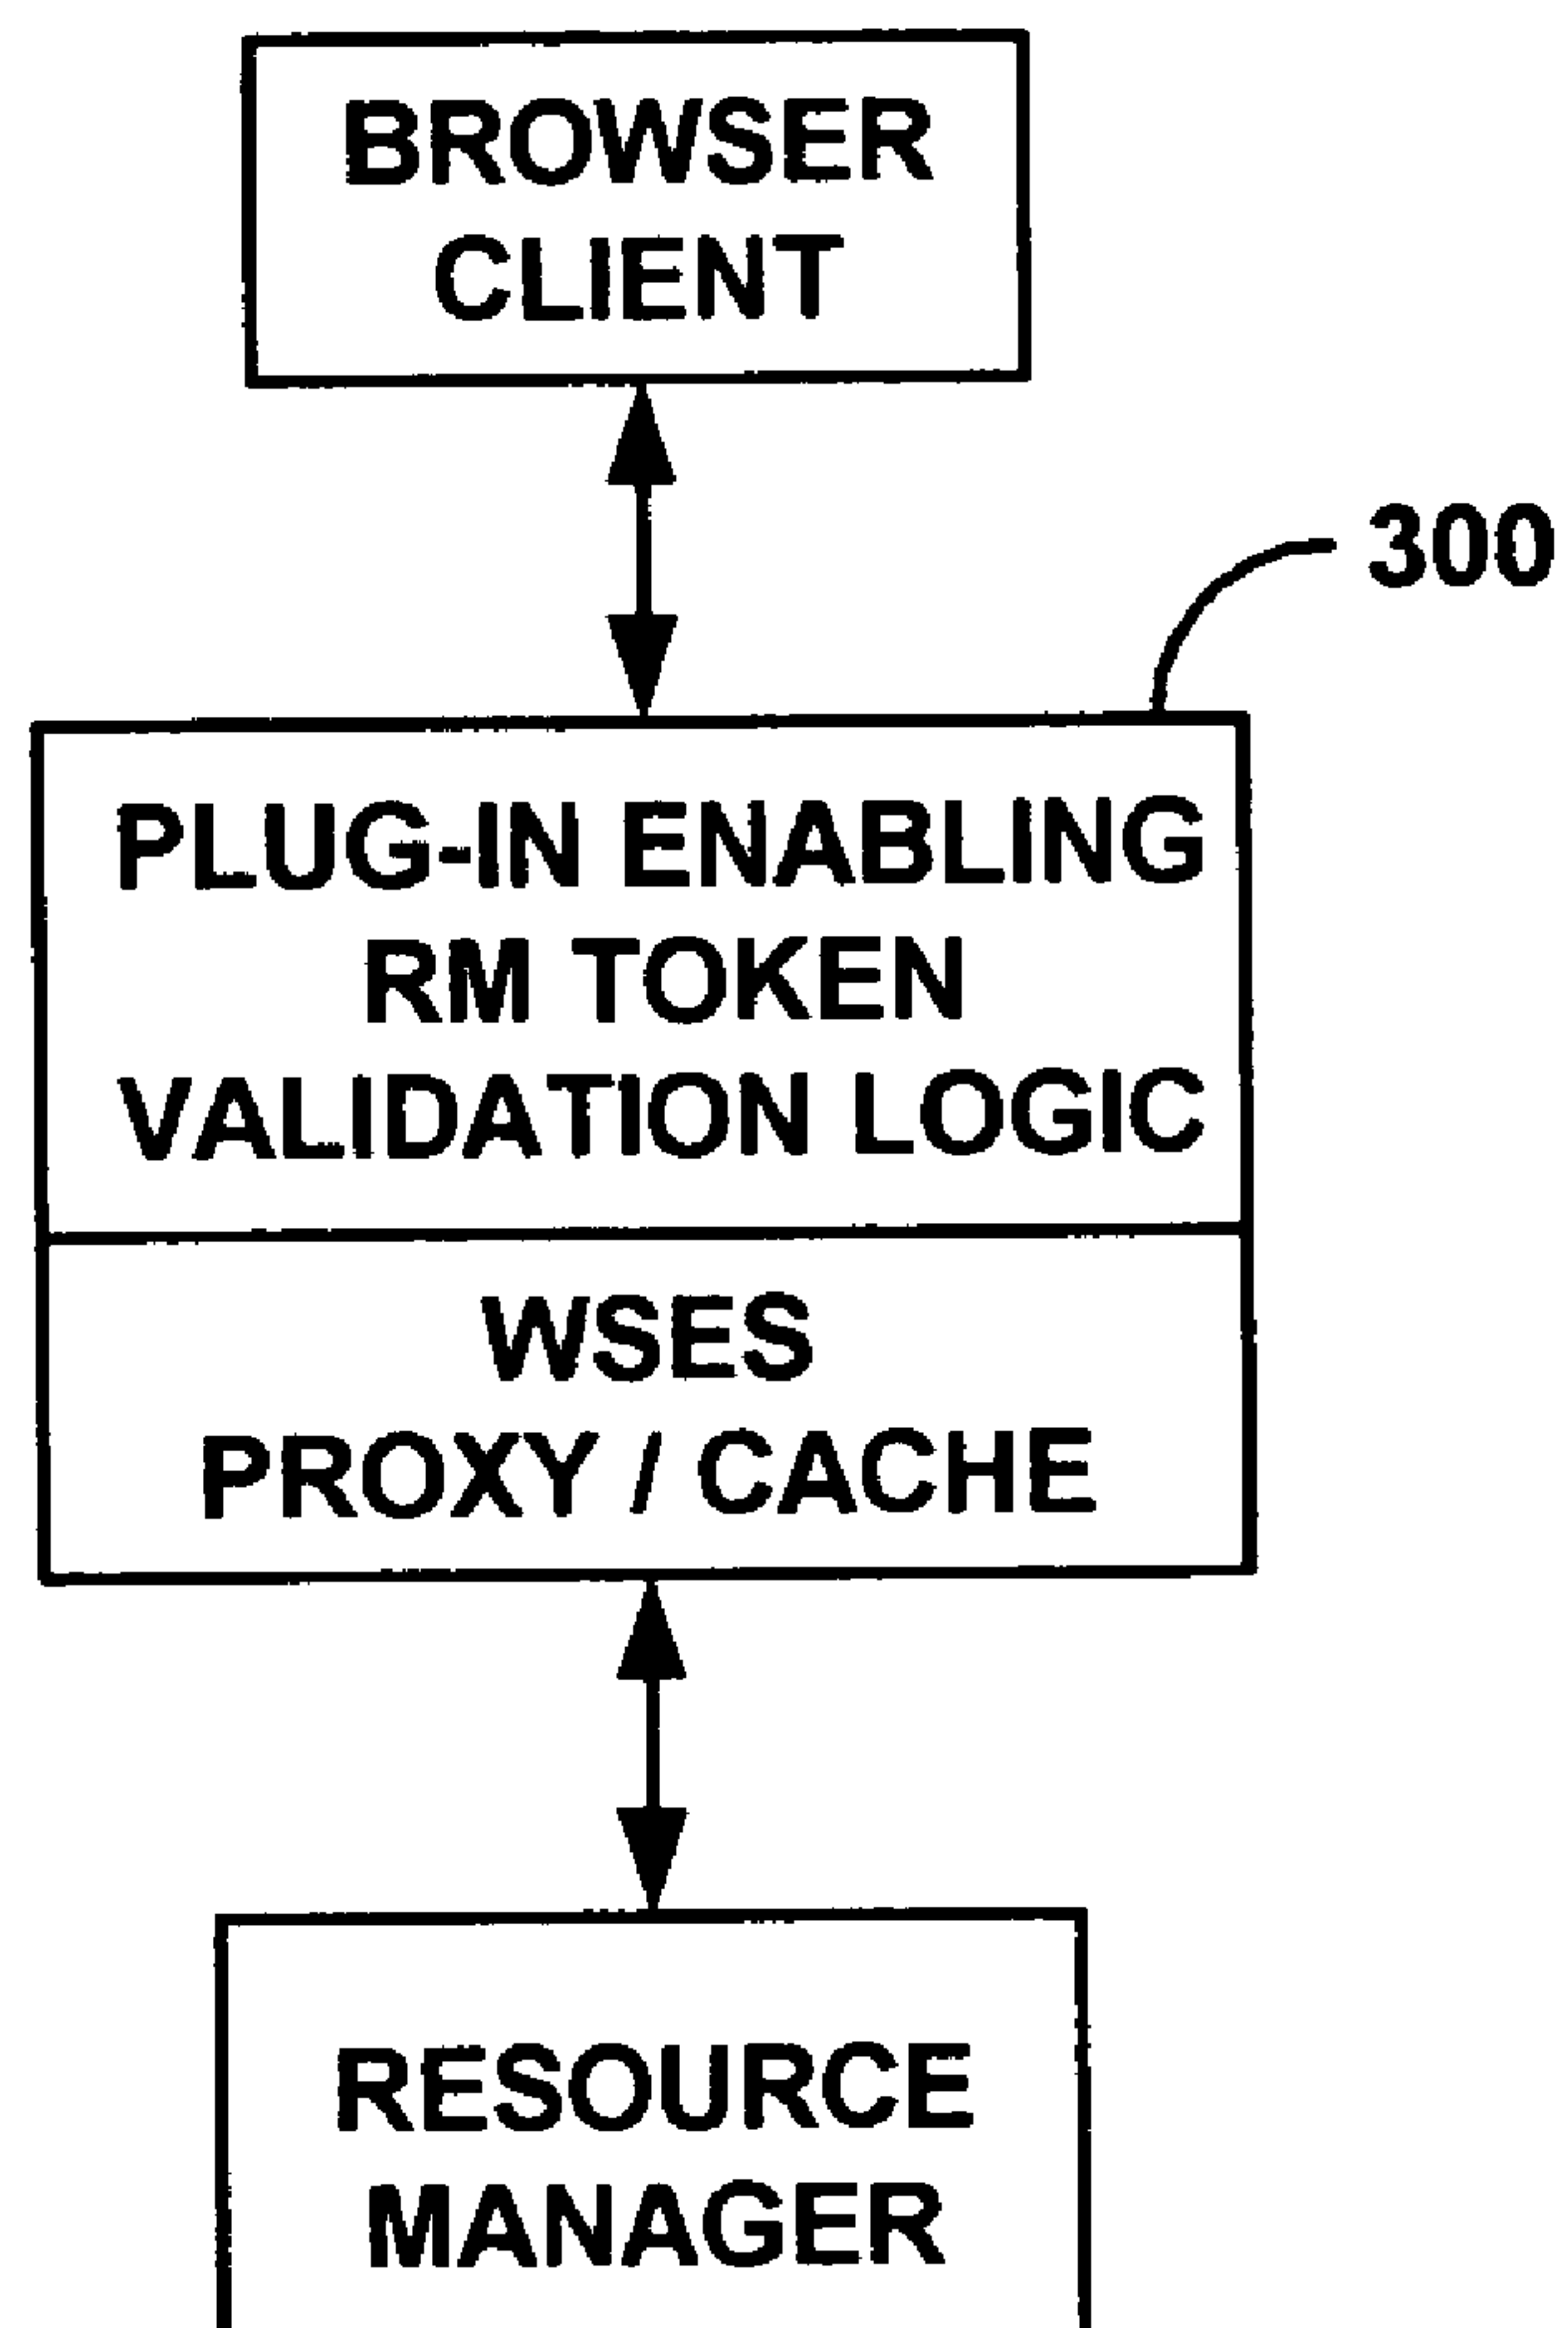 BROWSER
CLIENT
300
PLUG-IN ENABLING
RM TOKEN
VALIDATION LOGIC
WSES
PROXY / CACHE
RESOURCE
MANAGER